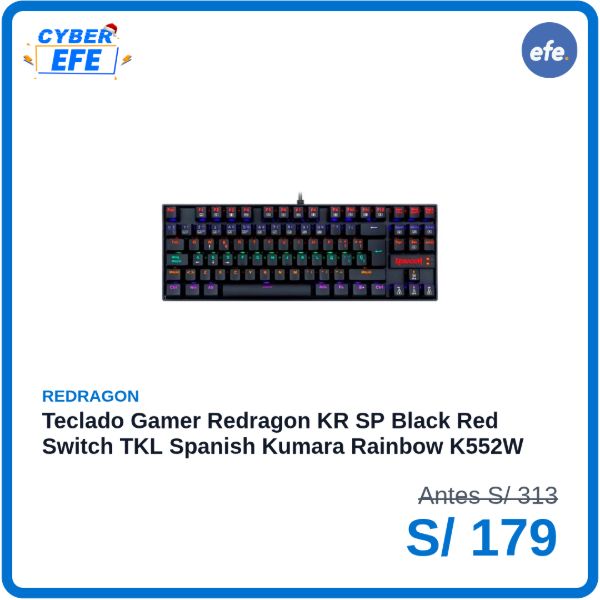 CYBER
EFE
efe.
REDRAGON
Teclado Gamer Redragon KR SP Black Red
Switch TKL Spanish Kumara Rainbow K552W
Antes S/ 313
S/ 179